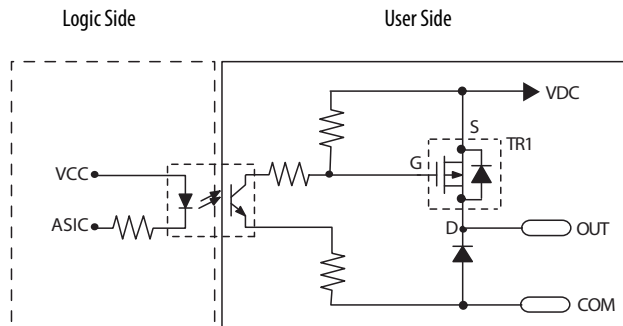 Logic Side
User Side
VDC
S
TR1
G
VCC
ASIC
D
OUT
COM